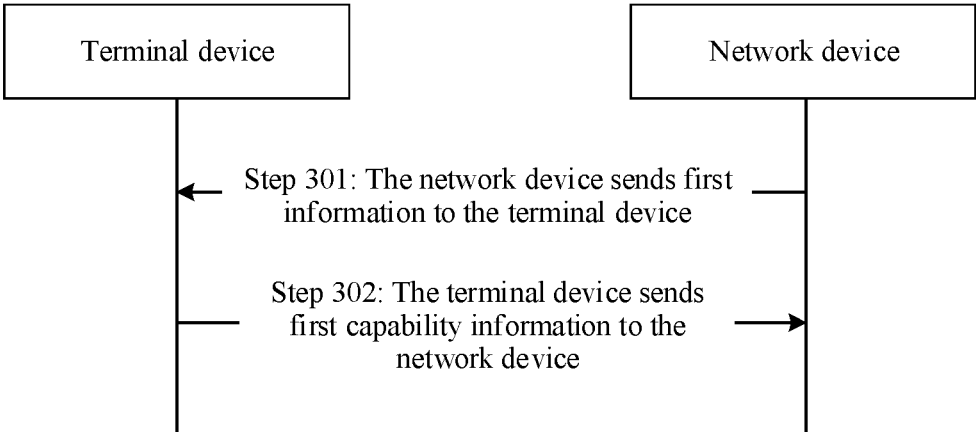 Terminal device
Network device
Step 301: The network device sends first
information to the terminal device
Step 302: The terminal device sends
first capability information to the
network device